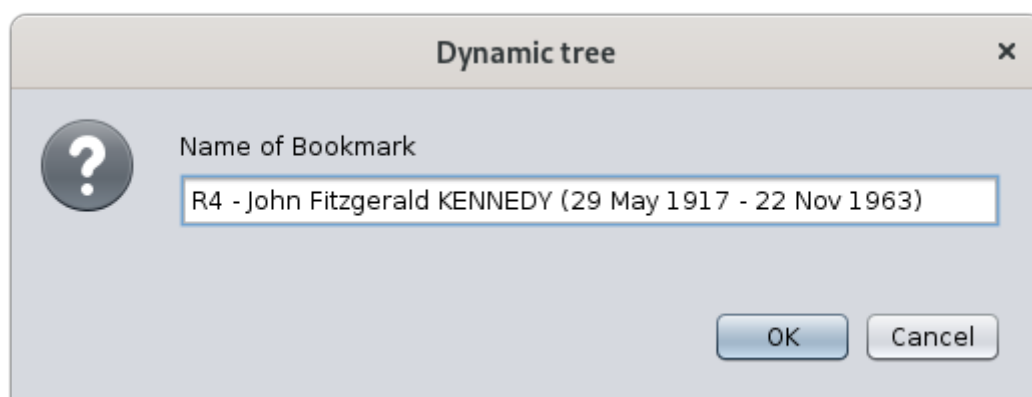 Dynamic tree
Name of Bookmark
R4 - John Fitzgerald KENNEDY (29 May 1917 - 22 Nov 1963)
OK
Cancel